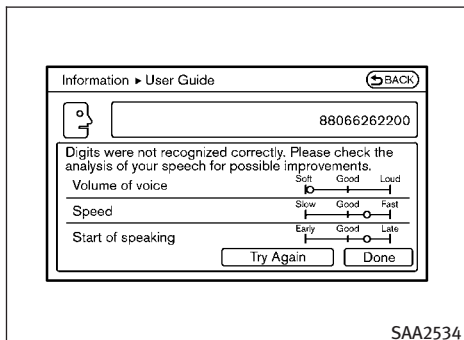 Information ▶ User Guide BACK
88066262200
Digits were not recognized correctly. Please check the
analysis of your speech for possible improvements.
Soft Good Loud
Volume of voice
Slow Good Fast
Speed
Early Good Late
Start of speaking
Try Again Done
SAA2534